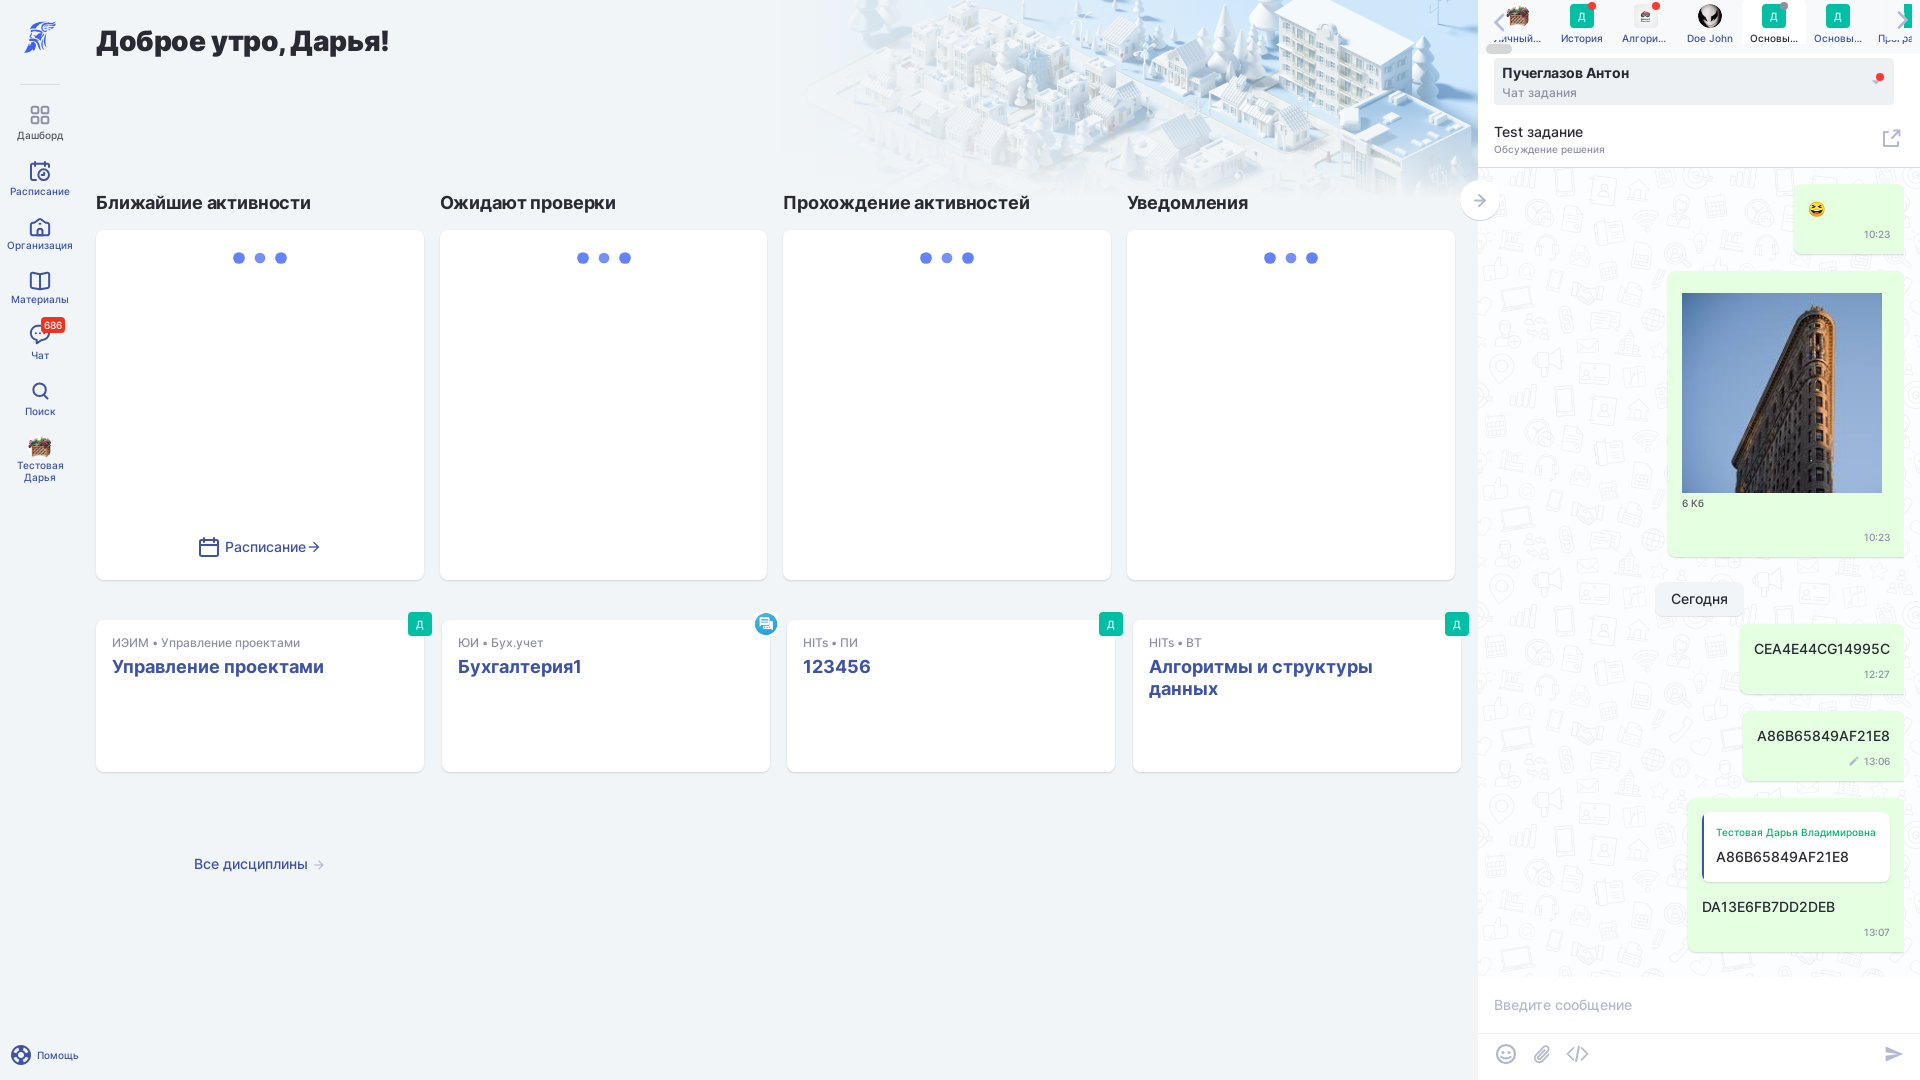 Доброе утро, Дарья!
Дашборд
Расписание
Организация
Материалы
686
Чат
Поиск
Тестовая
Дарья
Помощь
Ближайшие активности
Ожидают проверки
Прохождение активностей
Уведомления
Расписание
ИЭИМ • Управление проектами
Управление проектами
Д
ЮИ • Бух.учет
Бухгалтерия1
HITs • ПИ
123456
Д
HITs • ВТ
Алгоритмы и структуры
данных
Д
Все дисциплины
Личный...
Д
История
Алгори...
Doe John
Д
Основы...
Д
Основы...
Програ
Пучеглазов Антон
Чат задания
Test задание
Обсуждение решения
10:23
6 Кб
10:23
Сегодня
CEA4E44CG14995C
12:27
A86B65849AF21E8
13:06
Тестовая Дарья Владимировна
A86B65849AF21E8
DA13E6FB7DD2DEB
13:07
Введите сообщение